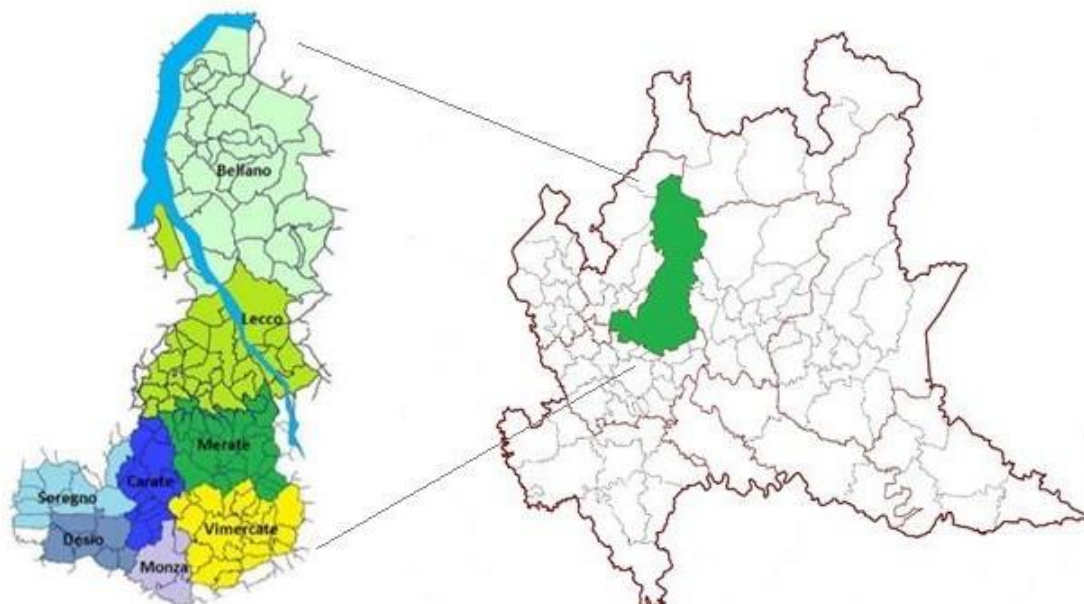 Bellano
Lecco
Merate
Carate
Seregno
Vimercate
Desio
Monza